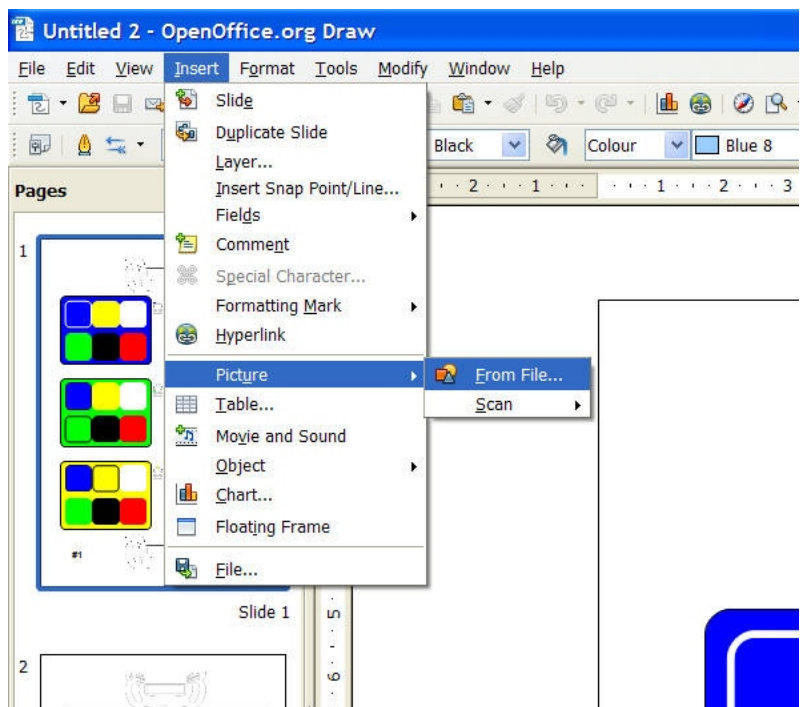 Untitled 2 - OpenOffice.org Draw
File Edit View Insert Format Tools Modify Window Help
Slide
Duplicate Slide
Black Colour Blue 8
Layer...
Pages
Insert Snap Point/Line...
2 1 1 2 3
Fields
1
Comment
Special Character...
Formatting Mark
Hyperlink
Picture
From File...
Table...
Scan
Movie and Sound
Object
Chart...
Floating Frame
#1
File...
Slide 1
5
2
6